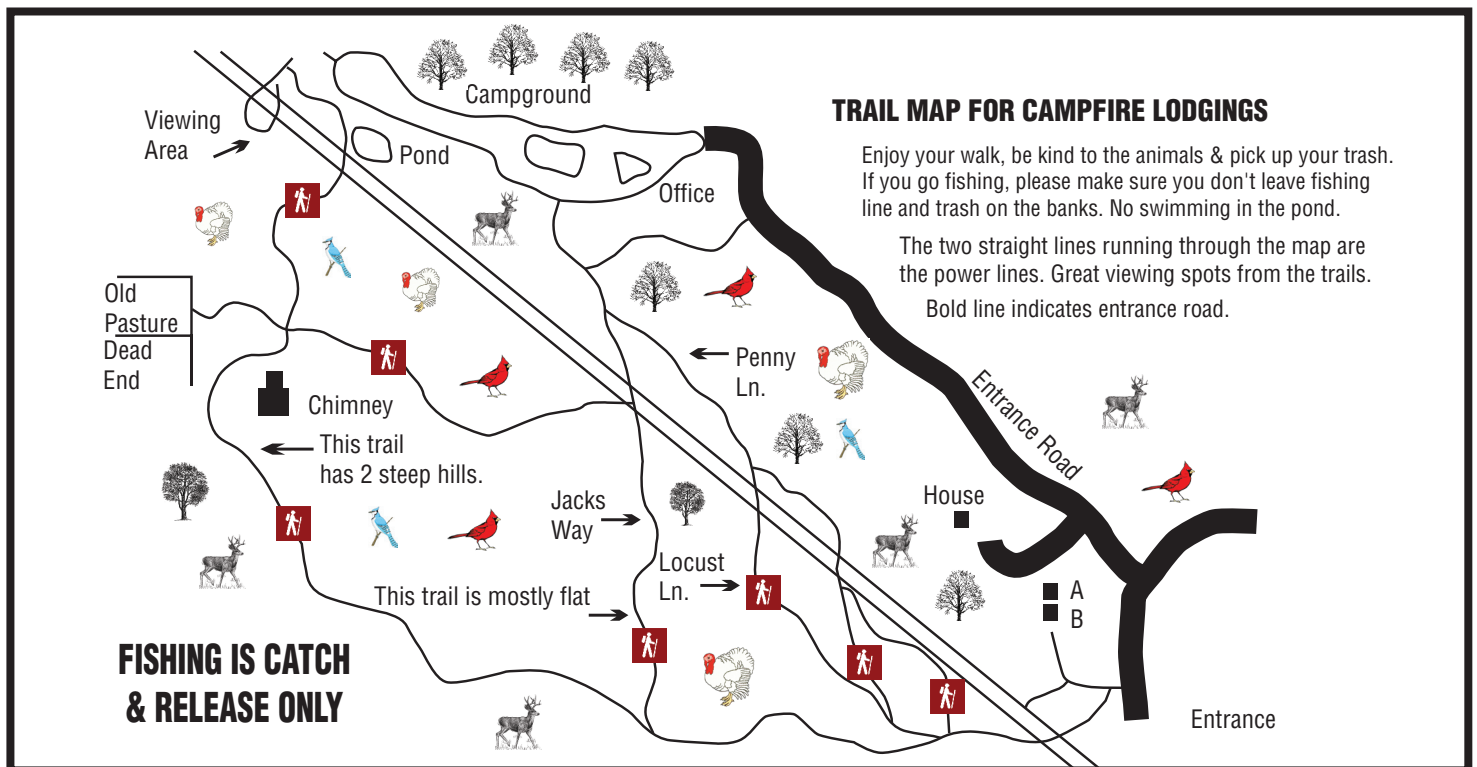 Campground
Viewing
Area
Pond
Office
TRAIL MAP FOR CAMPFIRE LODGINGS
Enjoy your walk, be kind to the animals & pick up your trash.
If you go fishing, please make sure you don't leave fishing
line and trash on the banks. No swimming in the pond.
The two straight lines running through the map are
the power lines. Great viewing spots from the trails.
Bold line indicates entrance road.
Old
Pasture
Dead
End
Chimney
This trail
has 2 steep hills.
Penny
Ln.
Entrance Road
House
A
B
Jacks
Way
Locust
Ln.
This trail is mostly flat
FISHING IS CATCH
& RELEASE ONLY
Entrance